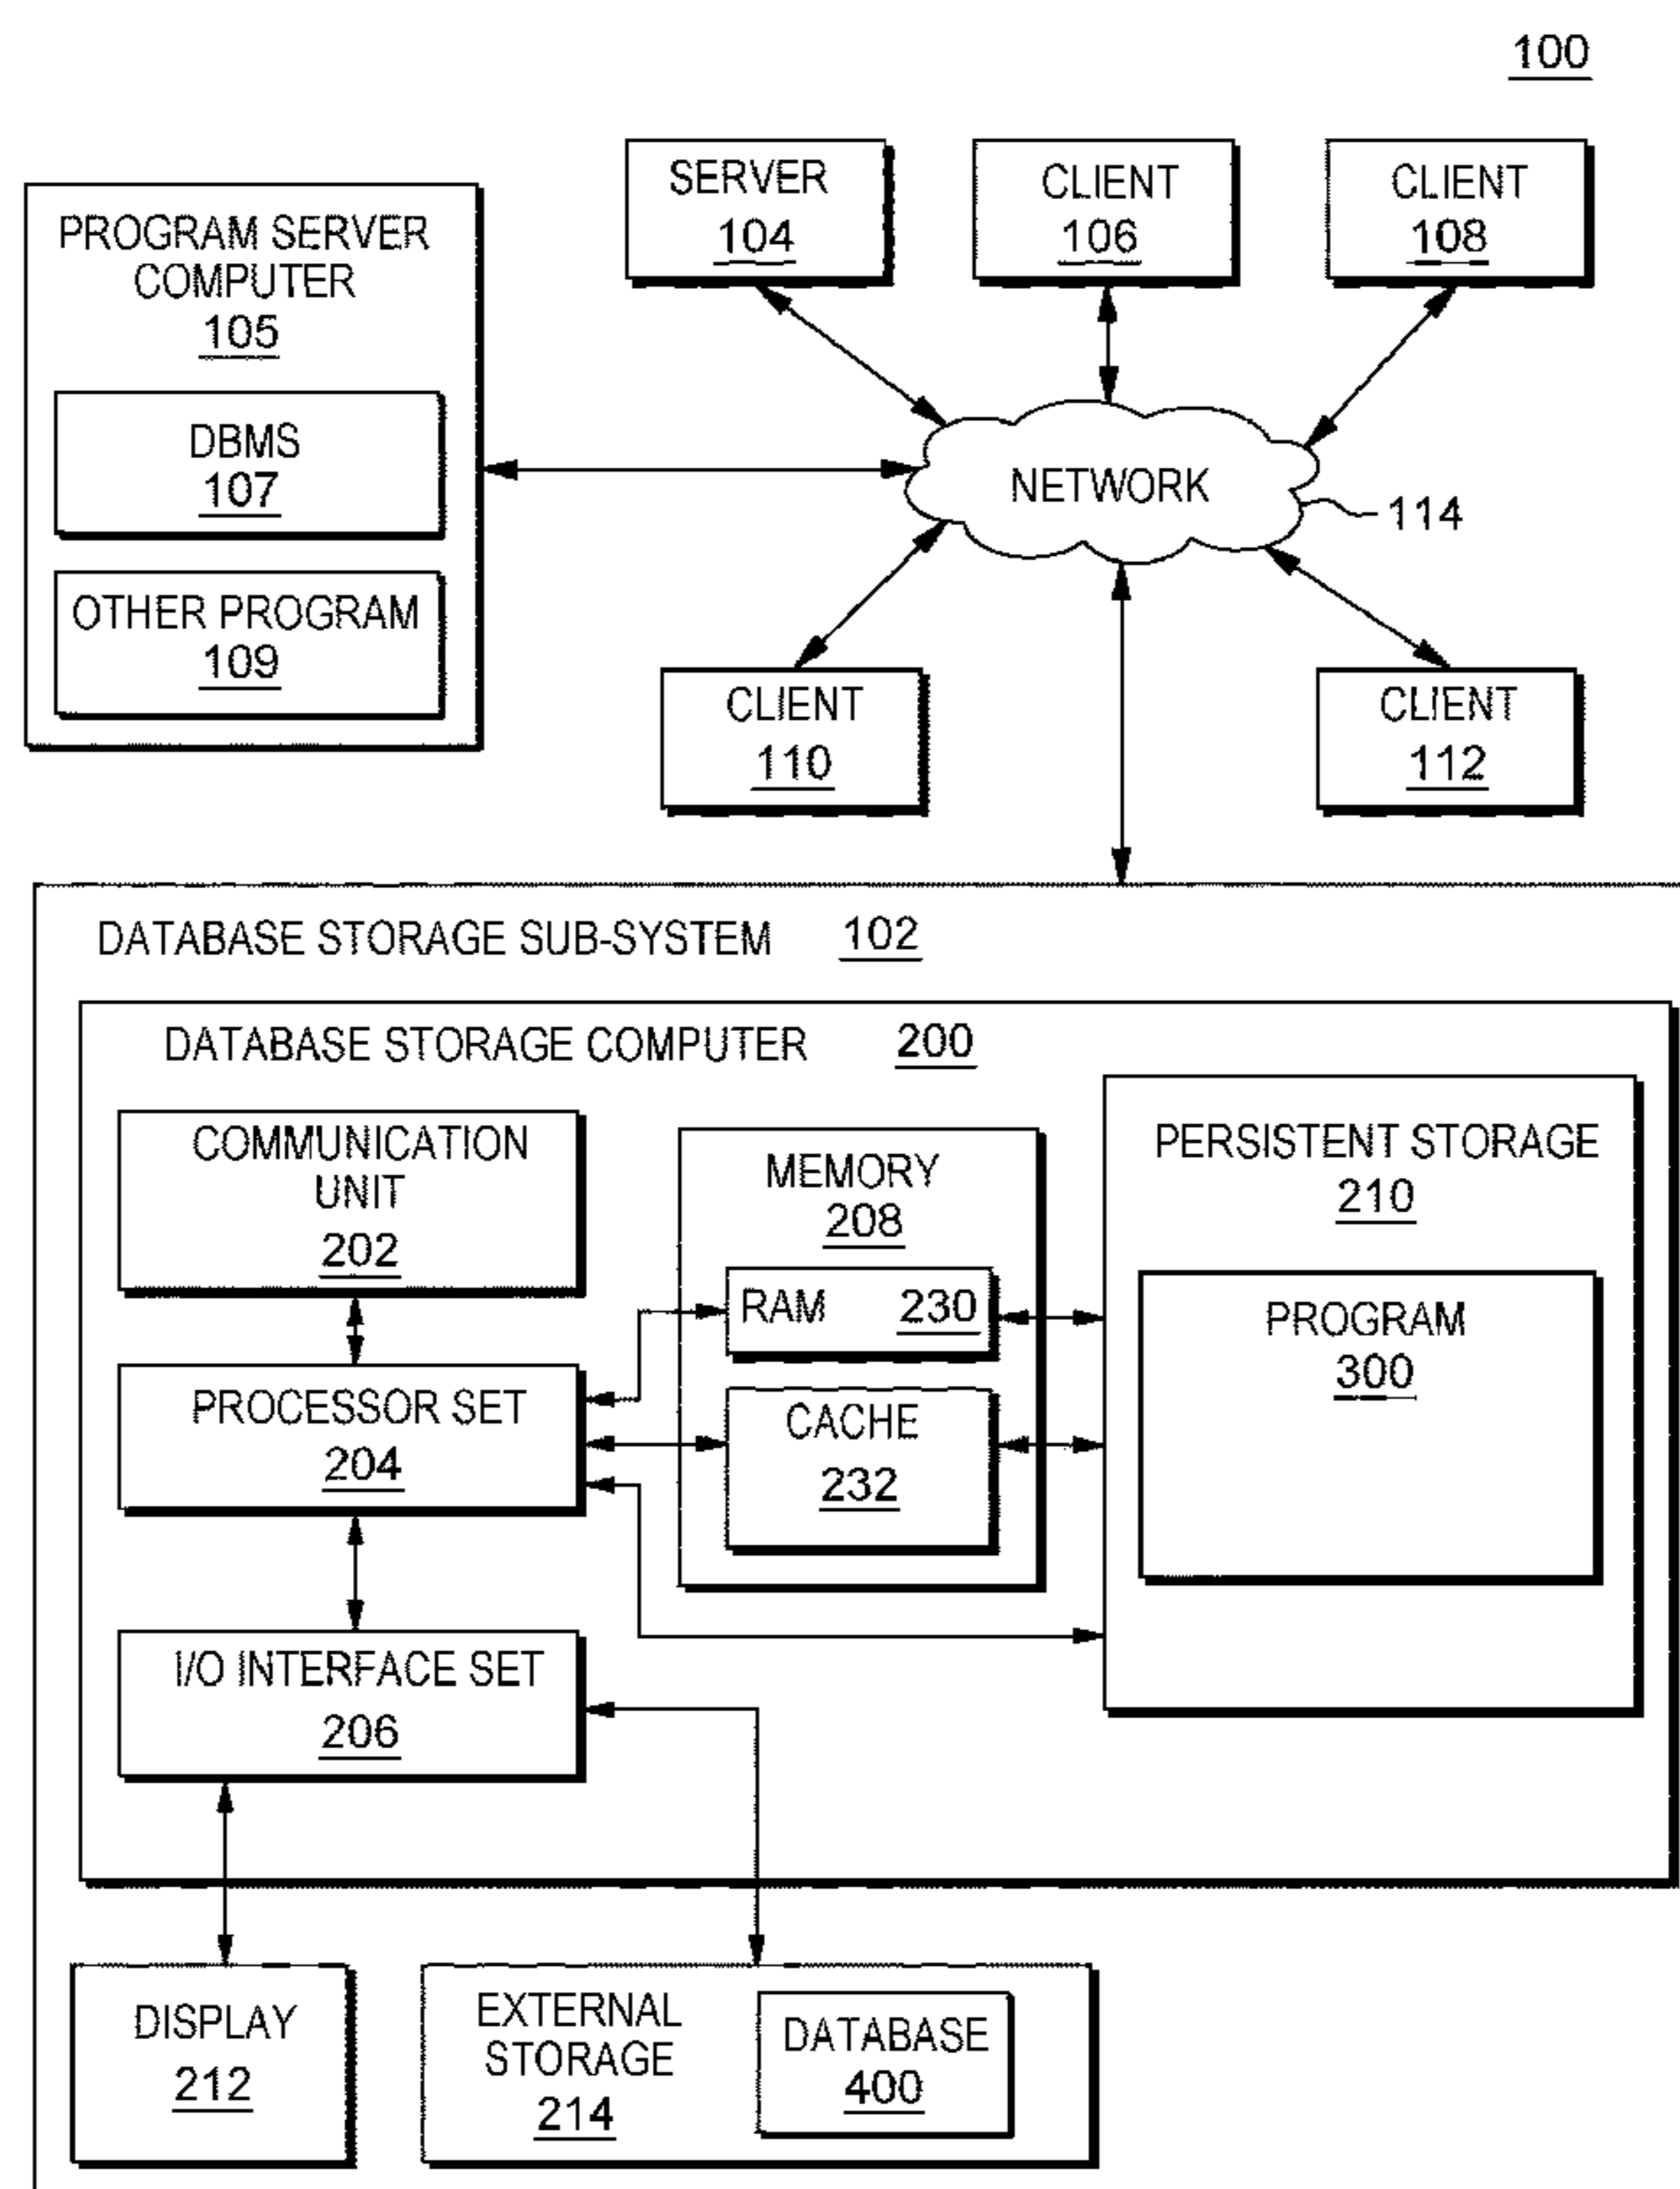 100
PROGRAM SERVER
COMPUTER
105
DBMS
107
OTHER PROGRAM
109
SERVER
104
CLIENT
106
CLIENT
108
NETWORK
114
CLIENT
110
CLIENT
112
DATABASE STORAGE SUB-SYSTEM 102
DATABASE STORAGE COMPUTER 200
COMMUNICATION
UNIT
202
PROCESSOR SET
204
I/O INTERFACE SET
206
MEMORY
208
RAM 230
CACHE
232
PERSISTENT STORAGE
210
PROGRAM
300
DISPLAY
212
EXTERNAL
STORAGE
214
DATABASE
400